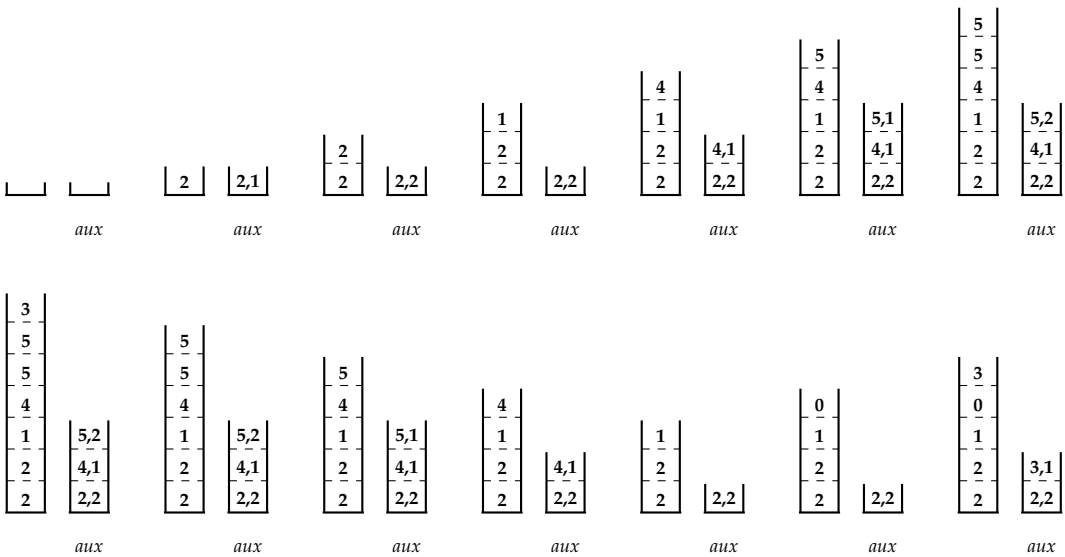 5
5 5
4 4 4
1 1 1 5,1 1 5,2
2 2 2 4,1 2 4,1 2 4,1
2 2,1 2 2,2 2 2,2 2 2,2 2 2,2 2 2,2
aux aux aux aux aux aux aux
3
5 5
5 5 5 3
4 4 4 4 0 0
1 5,2 1 5,2 1 5,1 1 1 1 1
2 4,1 2 4,1 2 4,1 2 4,1 2 2 2 3,1
2 2,2 2 2,2 2 2,2 2 2,2 2 2,2 2 2,2 2 2,2
aux aux aux aux aux aux aux